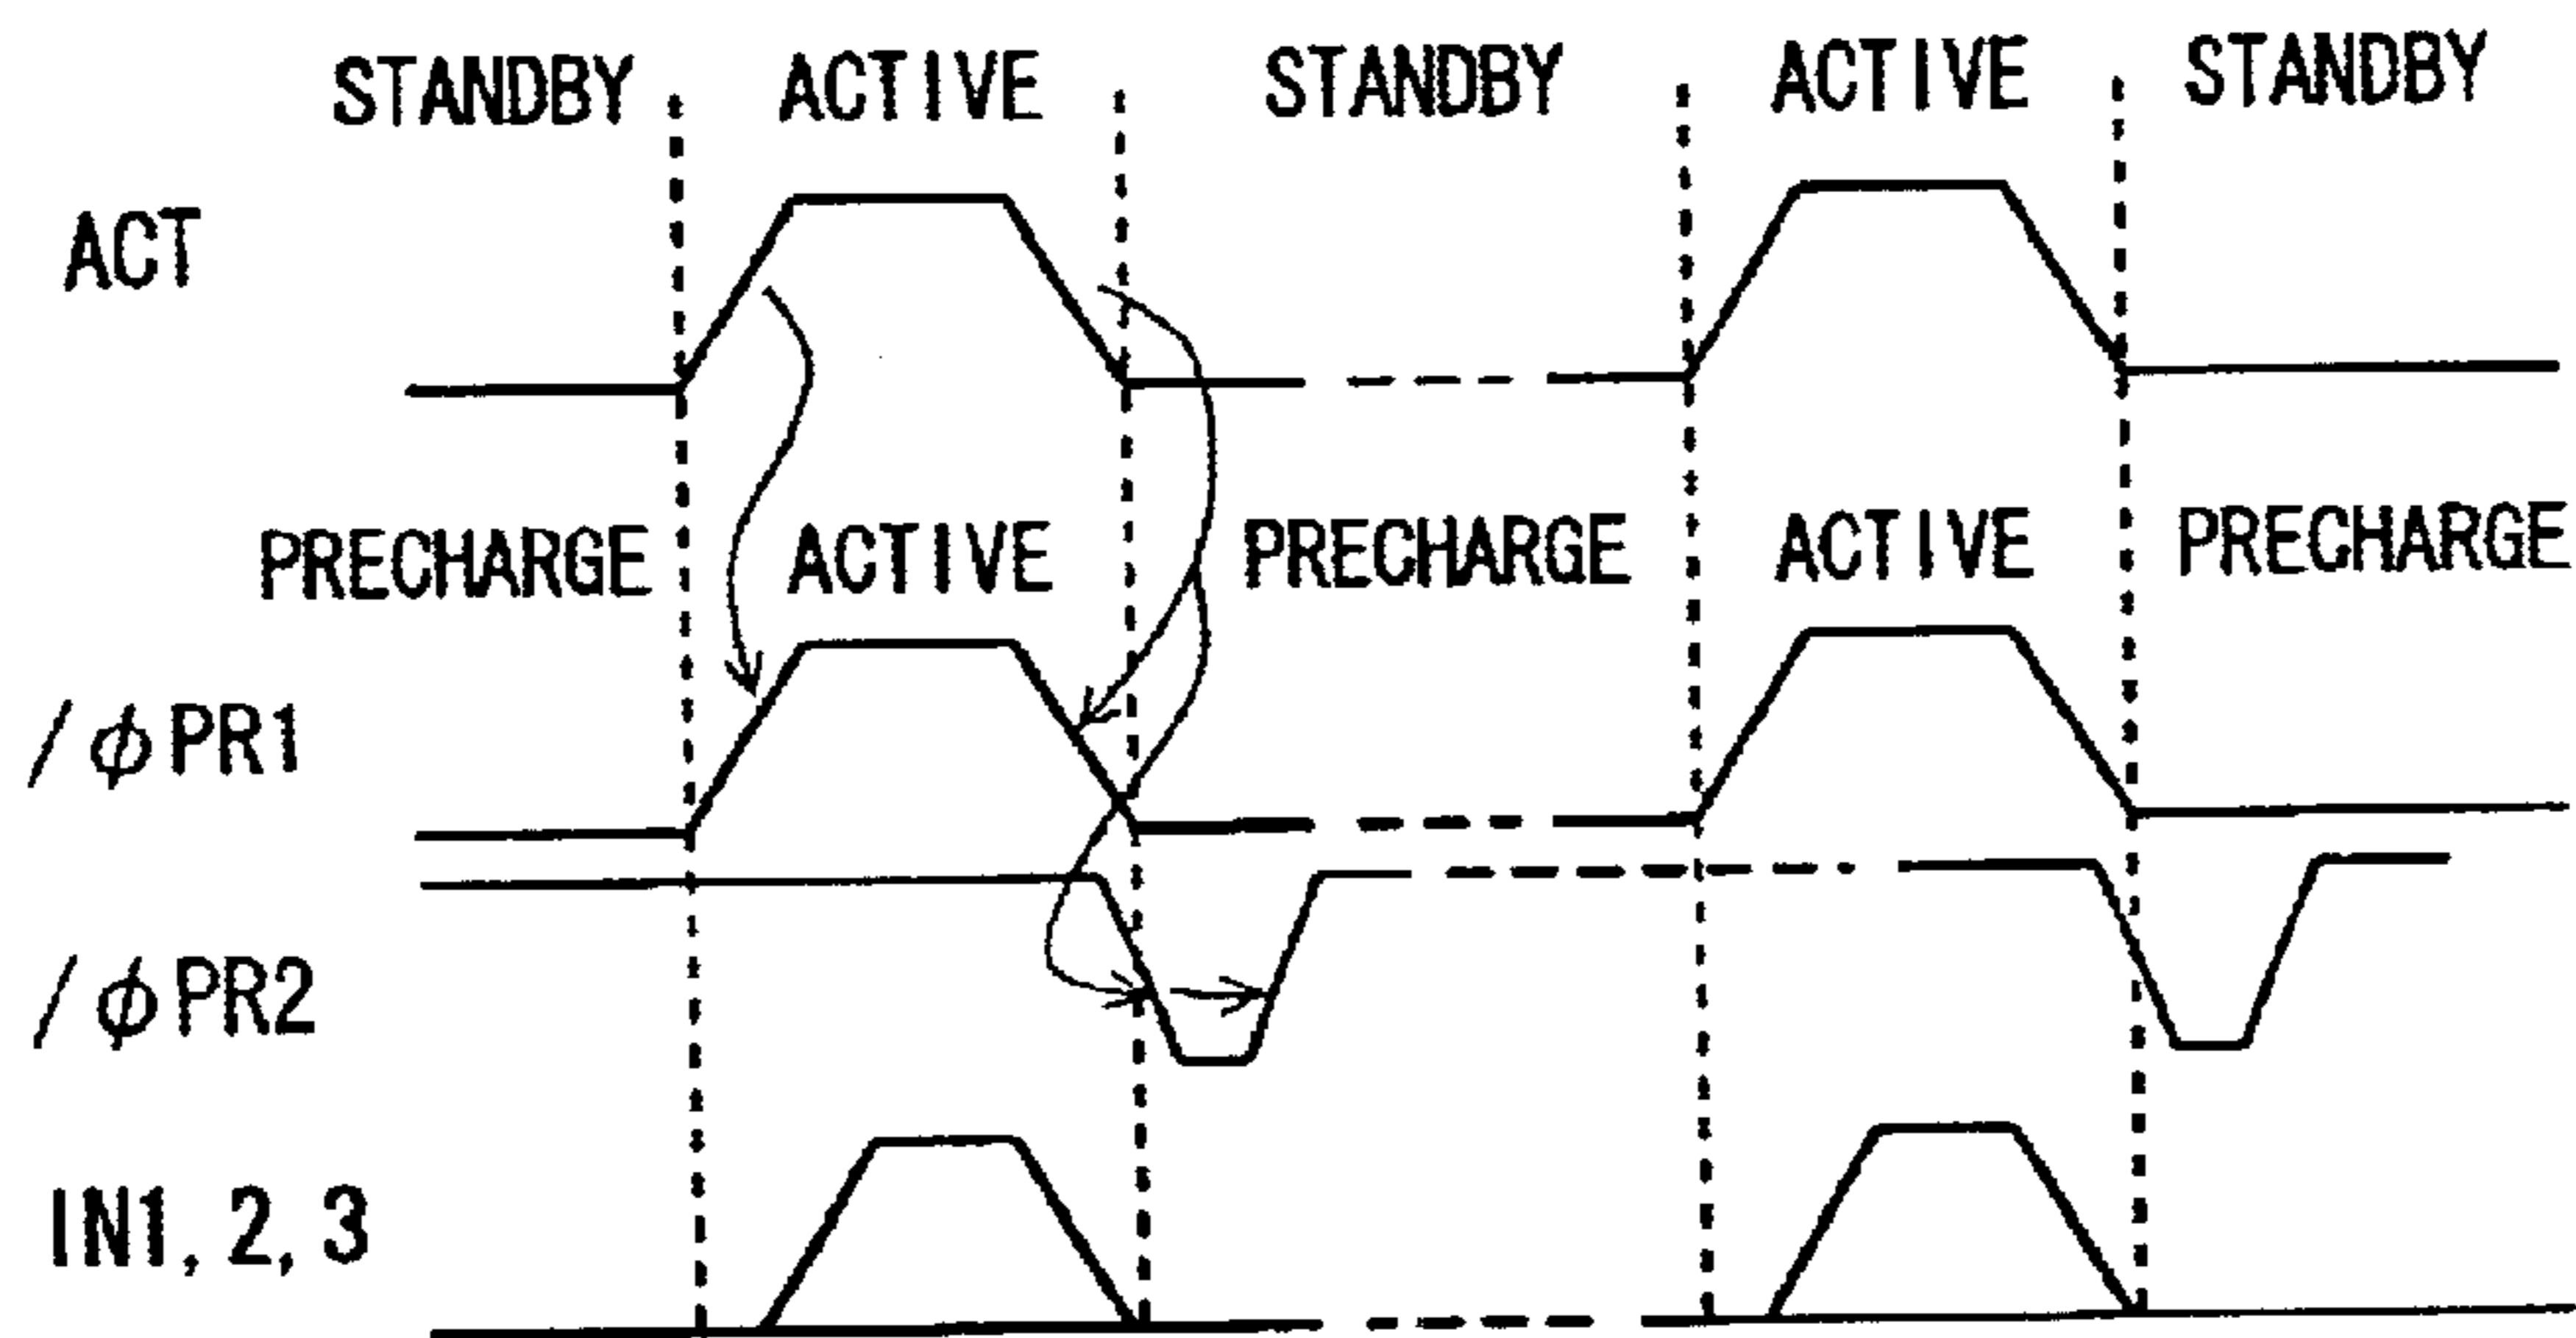 STANDBY ACTIVE STANDBY ACTIVE STANDBY
ACT
PRECHARGE ACTIVE PRECHARGE ACTIVE PRECHARGE
/φPR1
/φPR2
IN1, 2, 3